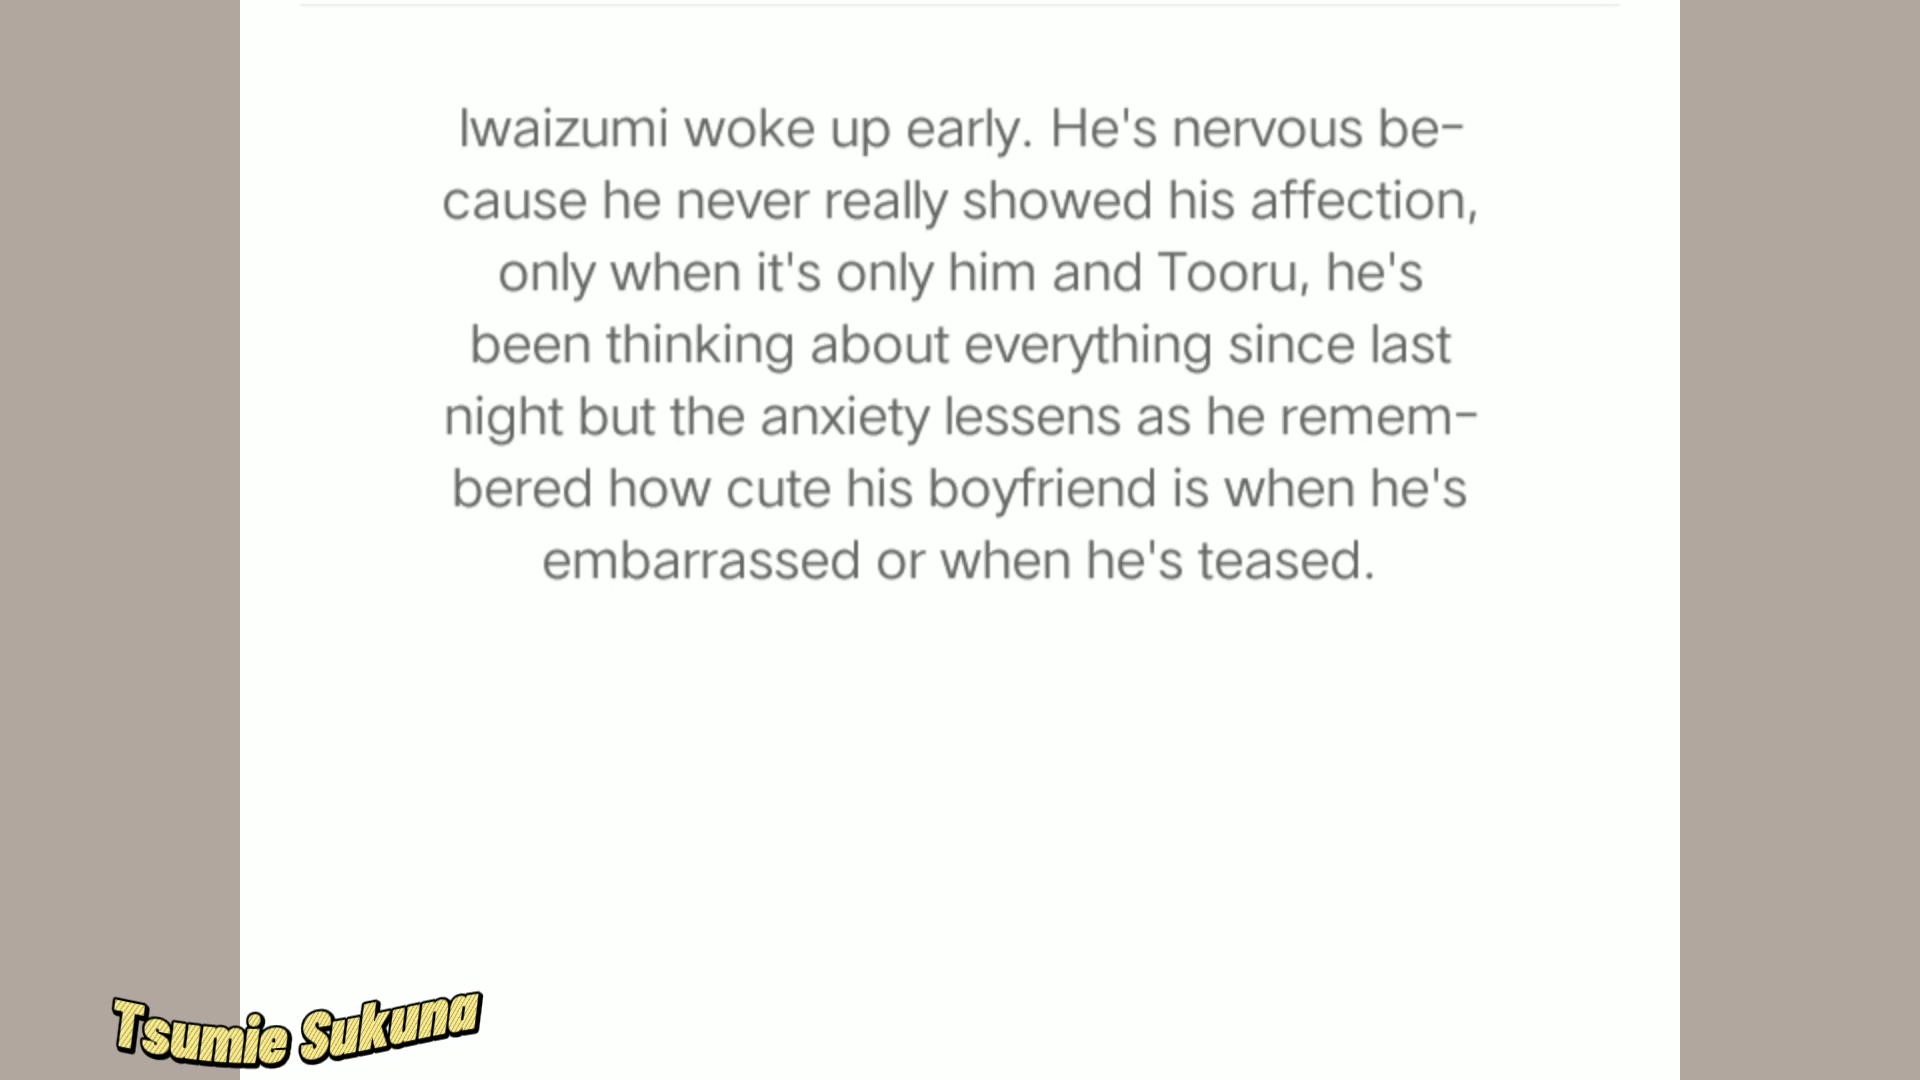 Iwaizumi woke up early. He's nervous be-
cause he never really showed his affection,
only when it's only him and Tooru, he's
been thinking about everything since last
night but the anxiety lessens as he remem-
bered how cute his boyfriend is when he's
embarrassed or when he's teased.
Tsumie Sukuna